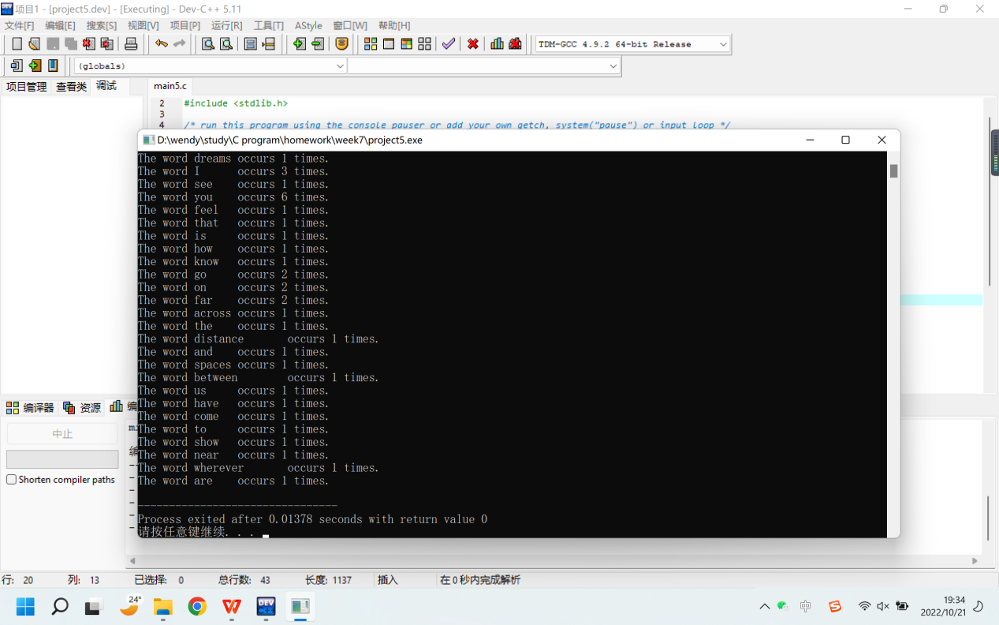 项目1 - [project5.dev] - [Executing] - Dev-C++ 5.11
文件[F] 编辑[E] 搜索[S] 视图[V] 项目[P] 运行[R] 工具[T] AStyle 窗口[W] 帮助[H]
TDM-GCC 4.9.2 64-bit Release
(globals)
项目管理 查看类 调试 main5.c
2 #include <stdlib.h>
3
4 /* run this program using the console pauser or add your own getch, system("pause") or input loop */
D:\wendy\study\C program\homework\week7\project5.exe
The word dreams occurs 1 times.
The word I occurs 3 times.
The word see occurs 1 times.
The word you occurs 6 times.
The word feel occurs 1 times.
The word that occurs 1 times.
The word is occurs 1 times.
The word how occurs 1 times.
The word know occurs 1 times.
The word go occurs 2 times.
The word on occurs 2 times.
The word far occurs 2 times.
The word across occurs 1 times.
The word the occurs 1 times.
The word distance occurs 1 times.
The word and occurs 1 times.
The word spaces occurs 1 times.
The word between occurs 1 times.
The word us occurs 1 times.
The word have occurs 1 times.
The word come occurs 1 times.
The word to occurs 1 times.
The word show occurs 1 times.
The word near occurs 1 times.
The word wherever occurs 1 times.
The word are occurs 1 times.
--------------------------------
Process exited after 0.01378 seconds with return value 0
请按任意键继续. . .
编译器 资源 编
中止
Shorten compiler paths
行: 20 列: 13 已选择: 0 总行数: 43 长度: 1137 插入 在 0 秒内完成解析
24°
DEV
中
19:34
2022/10/21